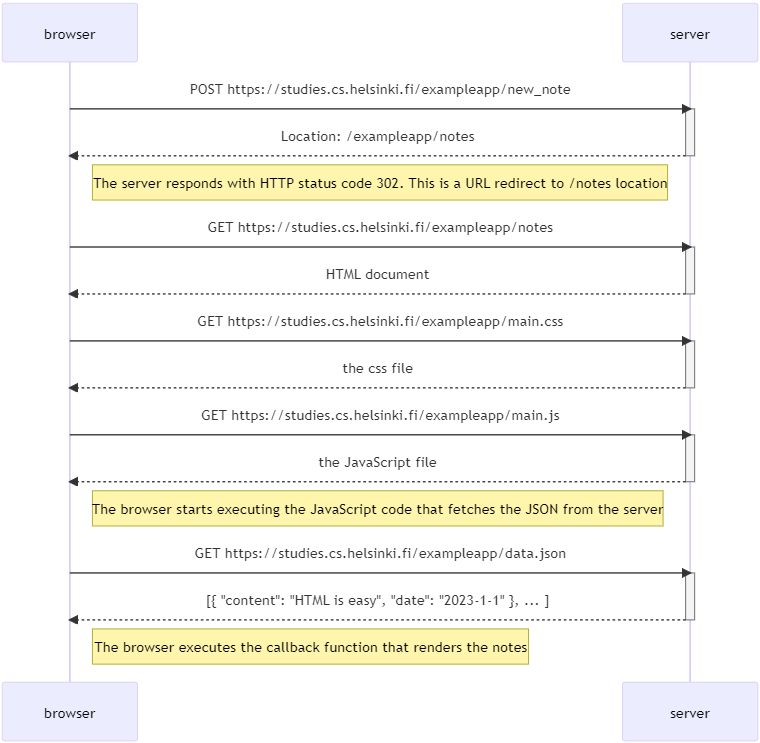 browser
server
POST https://studies.cs.helsinki.fi/exampleapp/new_note
Location: /exampleapp/notes
The server responds with HTTP status code 302. This is a URL redirect to /notes location
GET https://studies.cs.helsinki.fi/exampleapp/notes
HTML document
GET https://studies.cs.helsinki.fi/exampleapp/main.css
the css file
GET https://studies.cs.helsinki.fi/exampleapp/main.js
the JavaScript file
The browser starts executing the JavaScript code that fetches the JSON from the server
GET https://studies.cs.helsinki.fi/exampleapp/data.json
[{ "content": "HTML is easy", "date": "2023-1-1" }, ... ]
The browser executes the callback function that renders the notes
browser
server